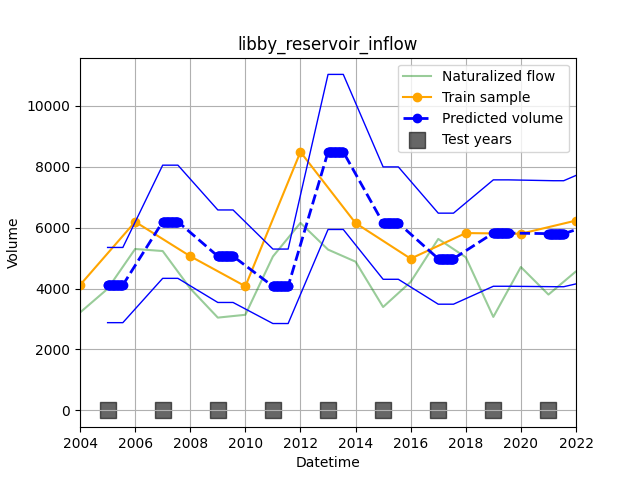 libby_reservoir_inflow
Naturalized flow
Train sample
Predicted volume
Test years
10000
8000
6000
4000
2000
0
Volume
2004 2006 2008 2010 2012 2014 2016 2018 2020 2022
Datetime